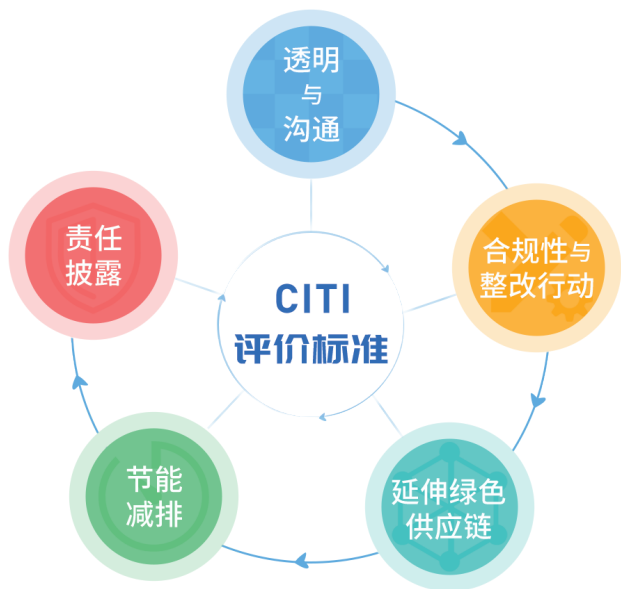 透明
与
沟通
合规性与
整改行动
延伸绿色
供应链
节能
减排
责任
披露
CITI
评价标准